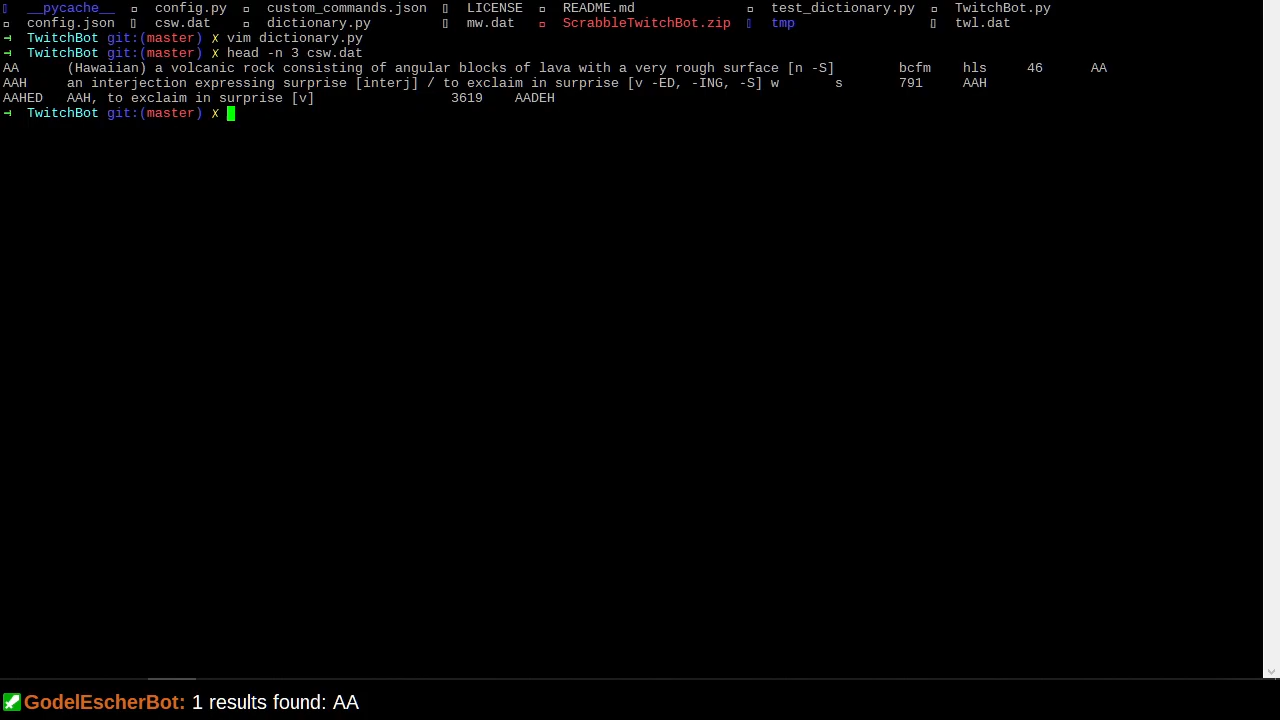 __pycache__ config.py custom_commands.json LICENSE README.md test_dictionary.py TwitchBot.py
config.json csw.dat dictionary.py mw.dat ScrabbleTwitchBot.zip tmp twl.dat
TwitchBot git:(master) ✗ vim dictionary.py
TwitchBot git:(master) ✗ head -n 3 csw.dat
AA (Hawaiian) a volcanic rock consisting of angular blocks of lava with a very rough surface [n -S] bcfm hls 46 AA
AAH an interjection expressing surprise [interj] / to exclaim in surprise [v -ED, -ING, -S] w s 791 AAH
AAHED AAH, to exclaim in surprise [v] 3619 AADEH
TwitchBot git:(master) ✗
GodelEscherBot: 1 results found: AA